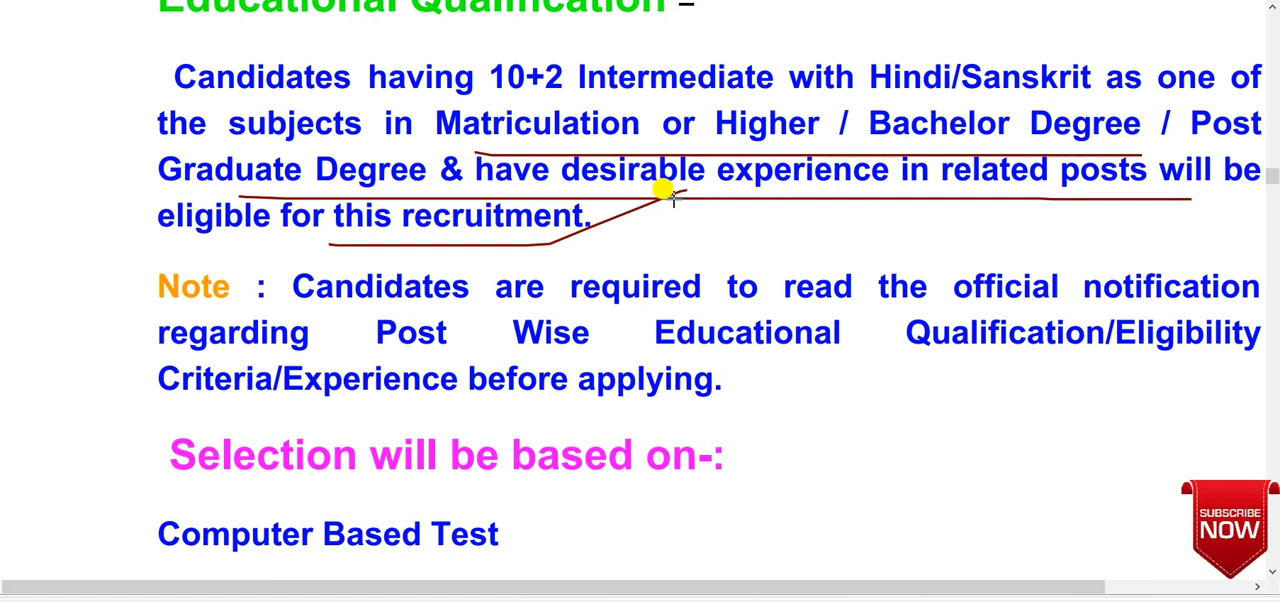 Educational Qualification –
Candidates having 10+2 Intermediate with Hindi/Sanskrit as one of
the subjects in Matriculation or Higher / Bachelor Degree / Post
Graduate Degree & have desirable experience in related posts will be
eligible for this recruitment.
Note : Candidates are required to read the official notification
regarding Post Wise Educational Qualification/Eligibility
Criteria/Experience before applying.
Selection will be based on-:
Computer Based Test
SUBSCRIBE
NOW